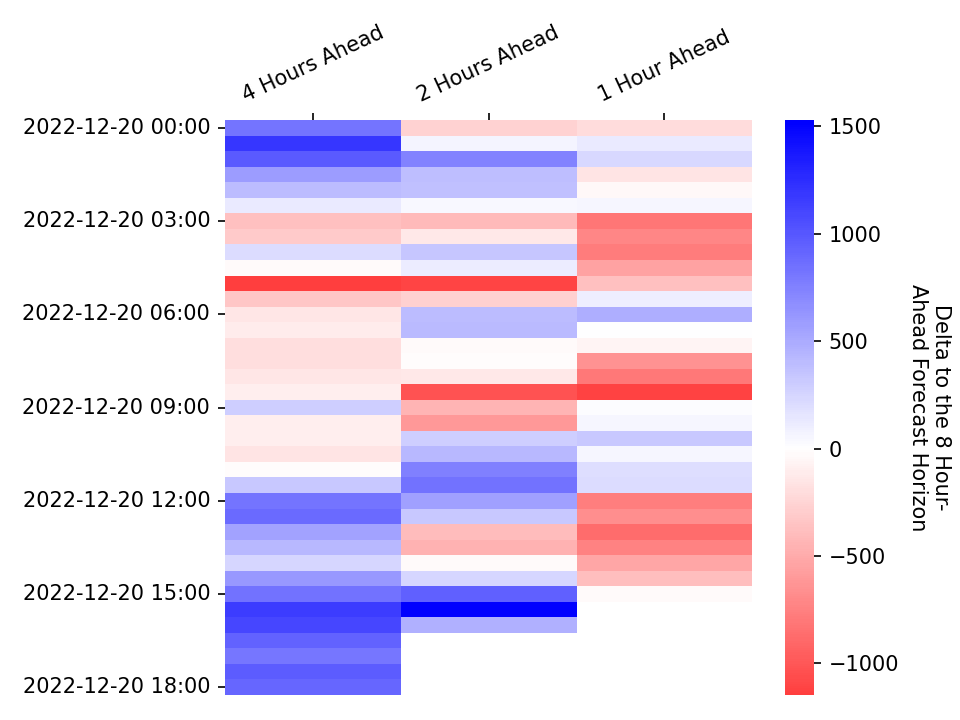 4 Hours Ahead
2 Hours Ahead
1 Hour Ahead
2022-12-20 00:00
2022-12-20 03:00
2022-12-20 06:00
2022-12-20 09:00
2022-12-20 12:00
2022-12-20 15:00
2022-12-20 18:00
1500
1000
500
0
−500
−1000
Delta to the 8 Hour-
Ahead Forecast Horizon